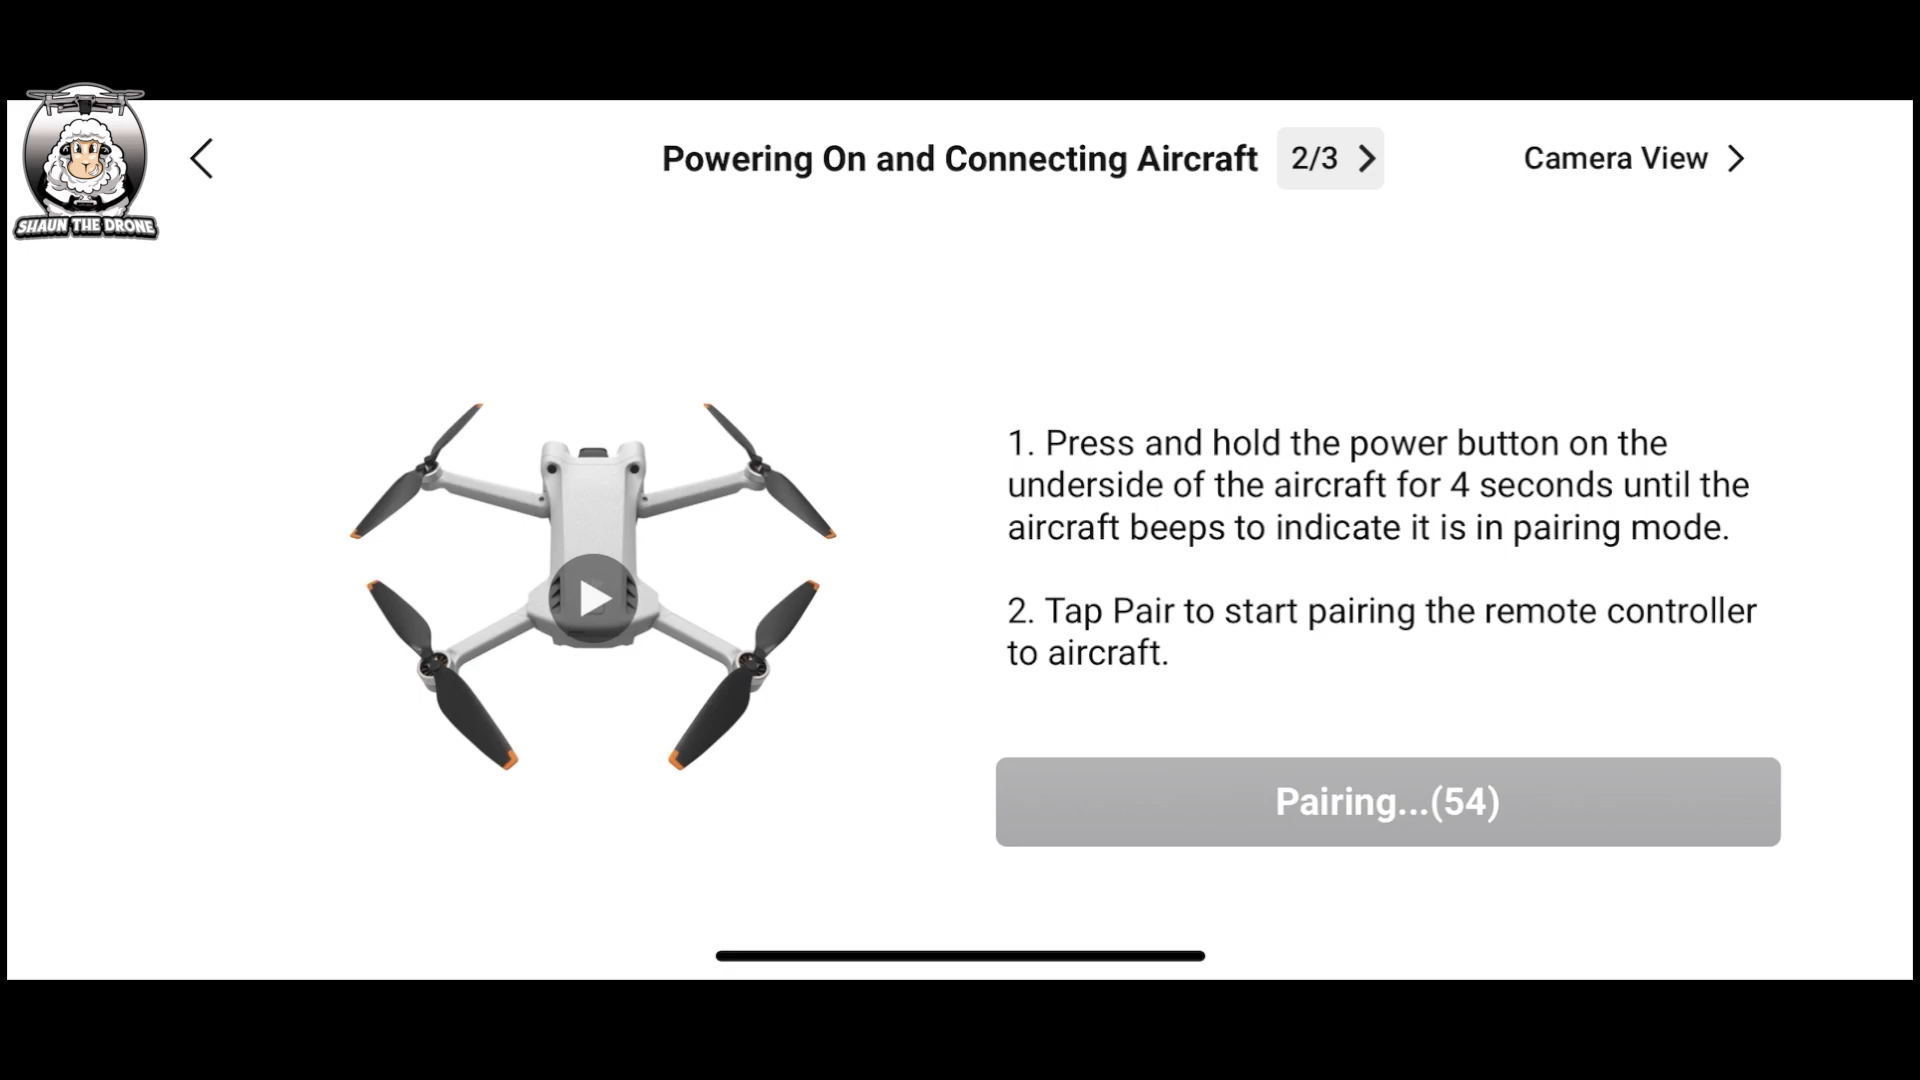 SHAUN THE DRONE
Powering On and Connecting Aircraft
2/3
Camera View
1. Press and hold the power button on the
underside of the aircraft for 4 seconds until the
aircraft beeps to indicate it is in pairing mode.
2. Tap Pair to start pairing the remote controller
to aircraft.
Pairing...(54)